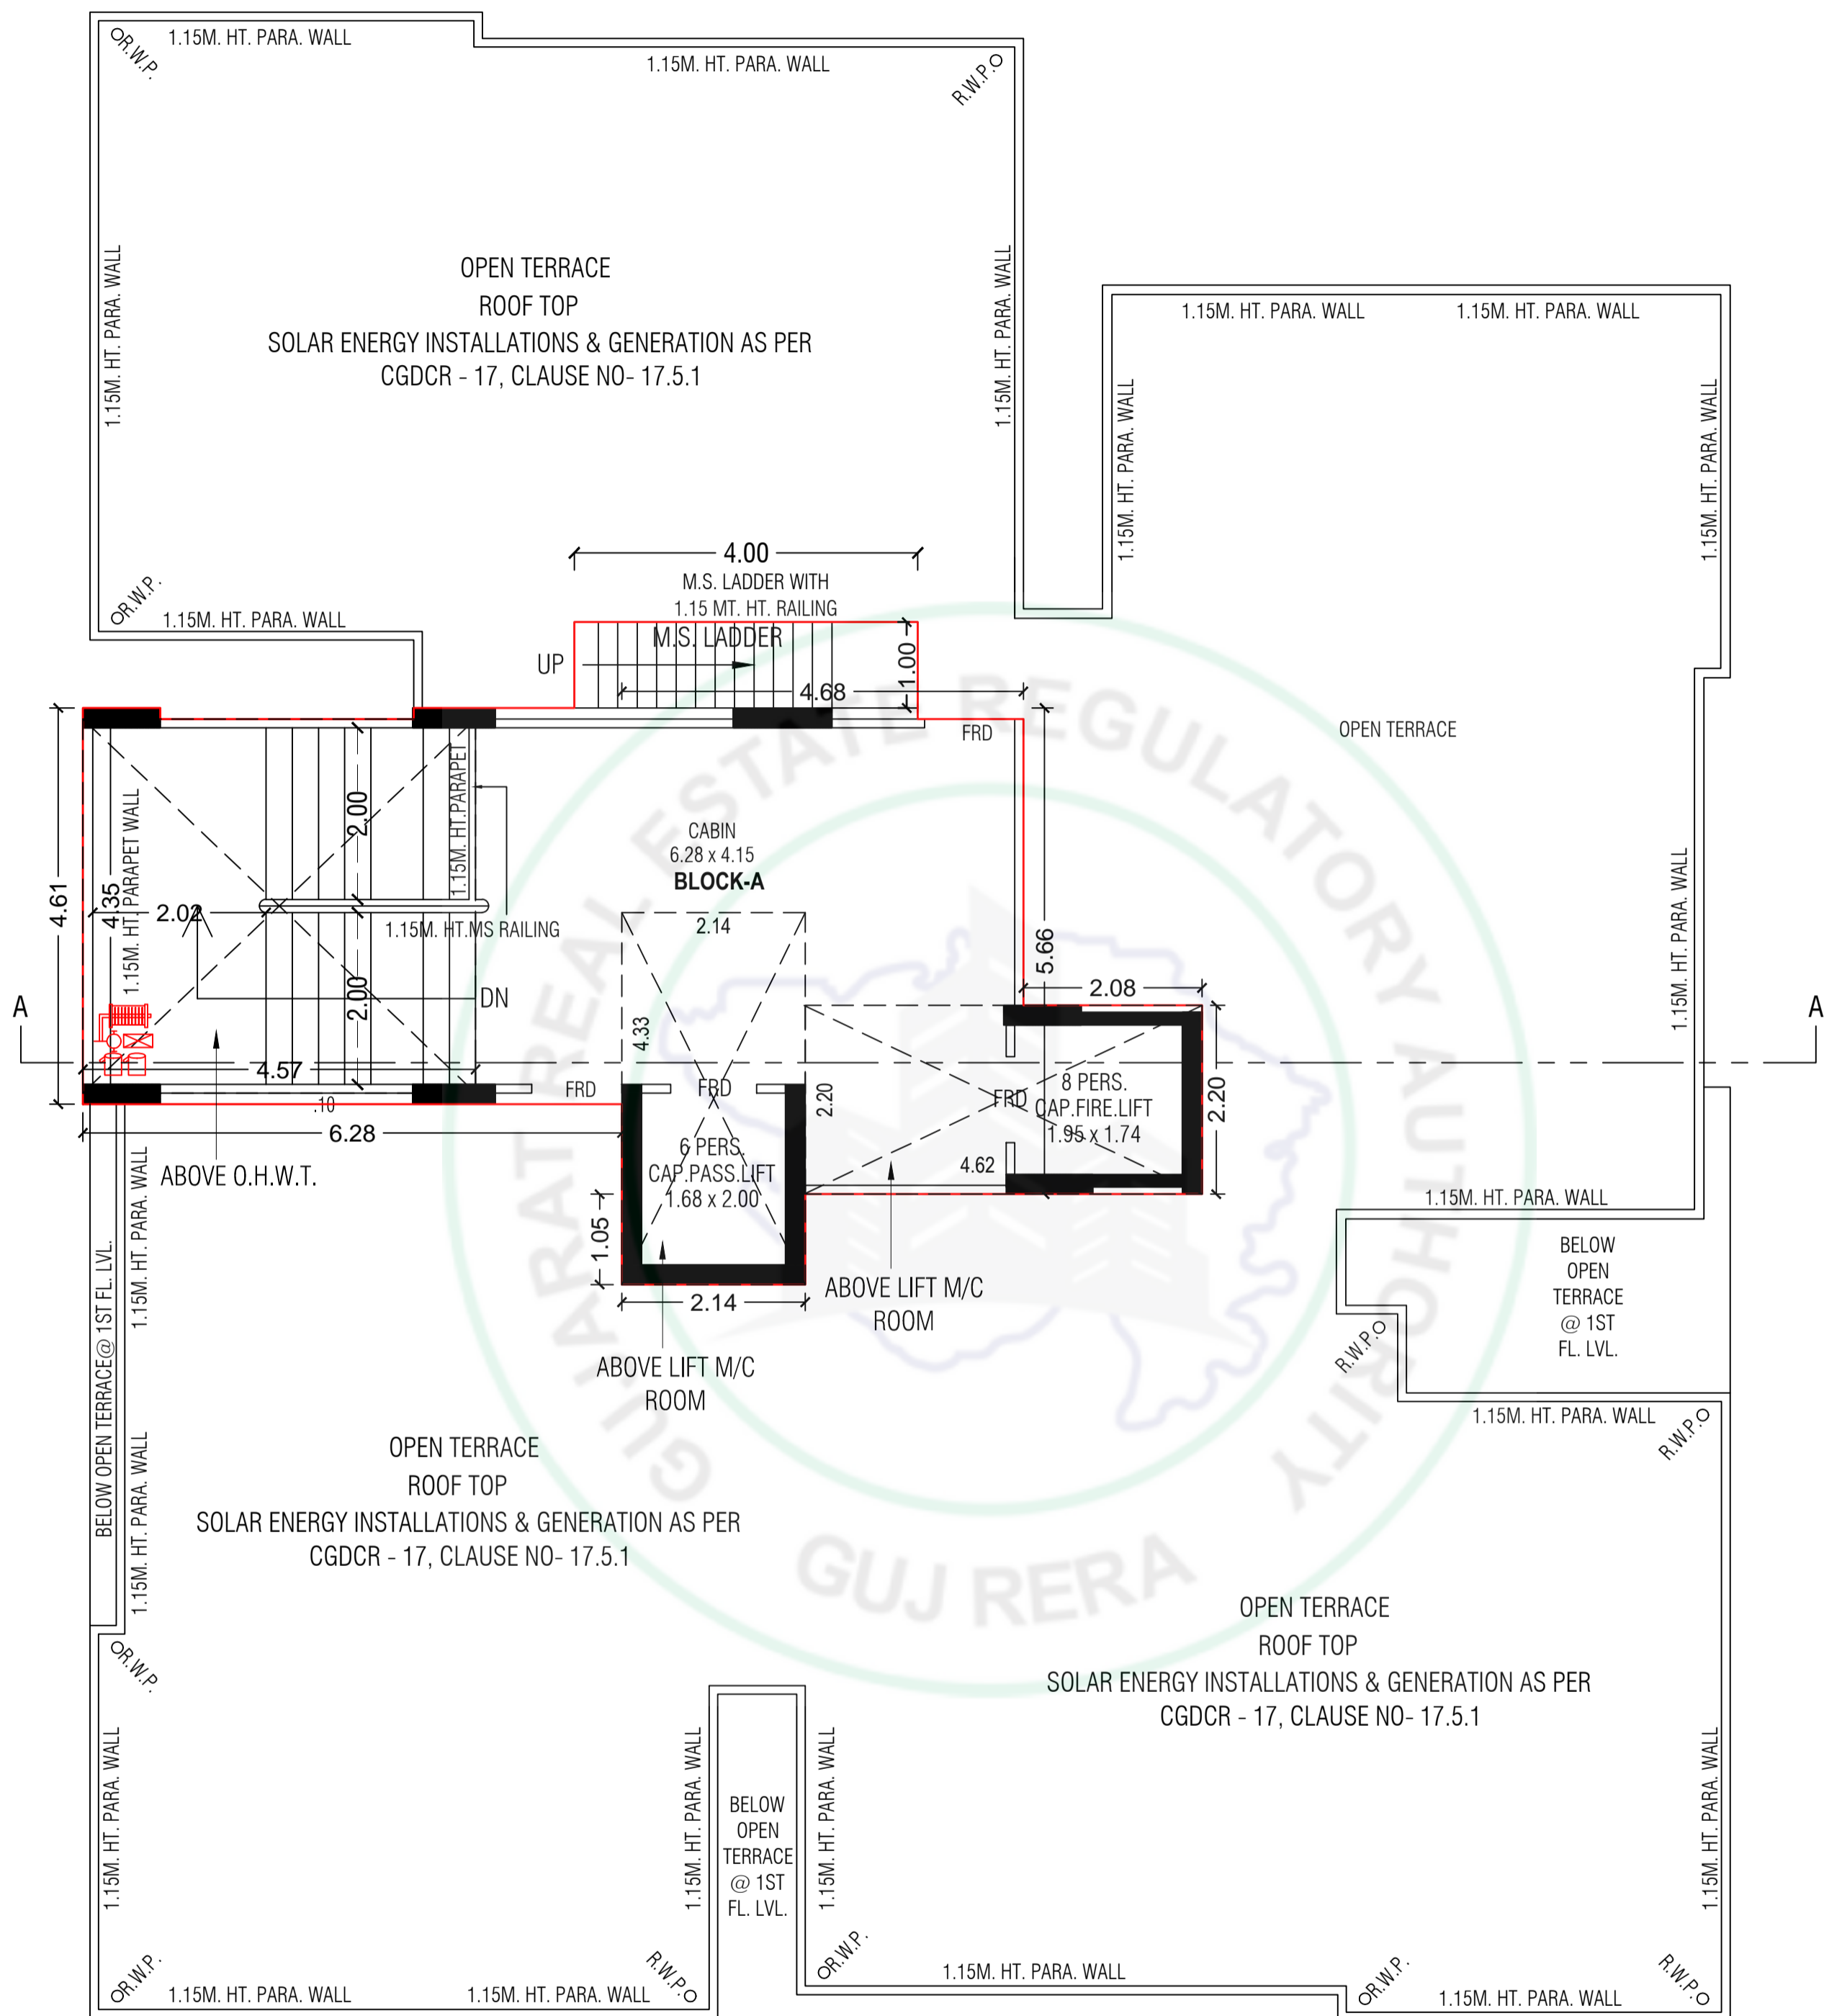 R.W.P.
1.15M. HT. PARA. WALL
1.15M. HT. PARA. WALL
R.W.P.
1.15M. HT. PARA. WALL
OPEN TERRACE
ROOF TOP
SOLAR ENERGY INSTALLATIONS & GENERATION AS PER
CGDCR - 17, CLAUSE NO- 17.5.1
1.15M. HT. PARA. WALL
1.15M. HT. PARA. WALL
1.15M. HT. PARA. WALL
1.15M. HT. PARA. WALL
1.15M. HT. PARA. WALL
R.W.P.
1.15M. HT. PARA. WALL
4.00
M.S. LADDER WITH
1.15 MT. HT. RAILING
M.S. LADDER
UP
1.00
4.68
FRD
OPEN TERRACE
4.61
4.35
1.15M. HT. PARAPET WALL
2.02
2.00
2.00
1.15M. HT.PARAPET
1.15M. HT.MS RAILING
DN
CABIN
6.28 x 4.15
BLOCK-A
2.14
5.66
2.08
1.15M. HT. PARA. WALL
A
A
4.33
4.57
FRD
FRD
2.20
FRD
8 PERS.
CAP.FIRE.LIFT
1.95 x 1.74
2.20
.10
6.28
6 PERS.
CAP.PASS.LIFT
1.68 x 2.00
4.62
ABOVE O.H.W.T.
1.05
2.14
ABOVE LIFT M/C
ROOM
ABOVE LIFT M/C
ROOM
1.15M. HT. PARA. WALL
BELOW
OPEN
TERRACE
@ 1ST
FL. LVL.
R.W.P.
1.15M. HT. PARA. WALL
R.W.P.
BELOW OPEN TERRACE@ 1ST FL. LVL.
1.15M. HT. PARA. WALL
1.15M. HT. PARA. WALL
OPEN TERRACE
ROOF TOP
SOLAR ENERGY INSTALLATIONS & GENERATION AS PER
CGDCR - 17, CLAUSE NO- 17.5.1
OPEN TERRACE
ROOF TOP
SOLAR ENERGY INSTALLATIONS & GENERATION AS PER
CGDCR - 17, CLAUSE NO- 17.5.1
R.W.P.
1.15M. HT. PARA. WALL
1.15M. HT. PARA. WALL
BELOW
OPEN
TERRACE
@ 1ST
FL. LVL.
1.15M. HT. PARA. WALL
1.15M. HT. PARA. WALL
R.W.P.
1.15M. HT. PARA. WALL
1.15M. HT. PARA. WALL
R.W.P.
R.W.P.
1.15M. HT. PARA. WALL
R.W.P.
1.15M. HT. PARA. WALL
R.W.P.
GUJARAT REAL ESTATE REGULATORY AUTHORITY
GUJ RERA